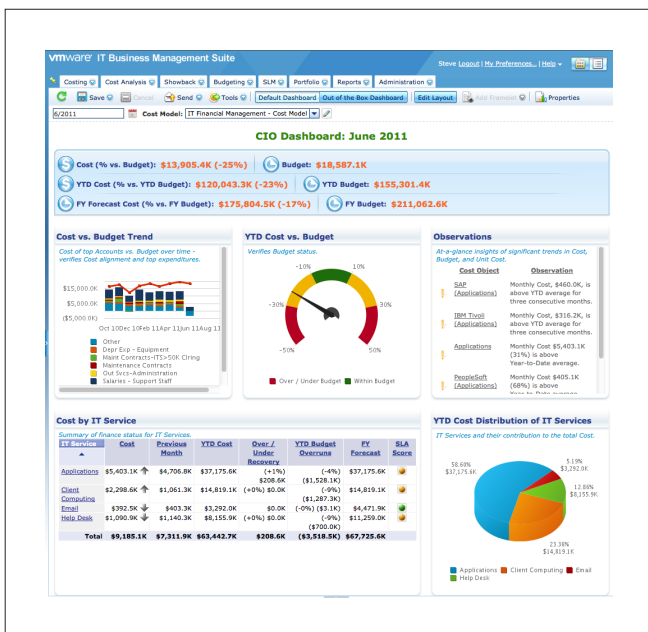 vmware IT Business Management Suite
Steve Logout | My Preferences... | Help
Costing Cost Analysis Showback Budgeting SLM Portfolio Reports Administration
Save Cancel Send Tools Default Dashboard Out of the Box Dashboard Edit Layout Add Framelet Properties
6/2011 Cost Model: IT Financial Management - Cost Model
CIO Dashboard: June 2011
Cost (% vs. Budget): $13,905.4K (-25%) Budget: $18,587.1K
YTD Cost (% vs. YTD Budget): $120,043.3K (-23%) YTD Budget: $155,301.4K
FY Forecast Cost (% vs. FY Budget): $175,804.5K (-17%) FY Budget: $211,062.6K
Cost vs. Budget Trend
Cost of top Accounts vs. Budget over time -
verifies Cost alignment and top expenditures.
$15,000.0K
$5,000.0K
($5,000.0K)
Oct 10 Dec 10 Feb 11 Apr 11 Jun 11 Aug 11
Other
Depr Exp - Equipment
Maint Contracts-ITS>50K Clring
Maintenance Contracts
Out Svcs-Administration
Salaries - Support Staff
YTD Cost vs. Budget
Verifies Budget status.
-10% 10%
-30% 30%
-50% 50%
Over / Under Budget Within Budget
Observations
At-a-glance insights of significant trends in Cost,
Budget, and Unit Cost.
Cost Object Observation
SAP (Applications) Monthly Cost, $460.0K, is
above YTD average for
three consecutive months.
IBM Tivoli (Applications) Monthly Cost, $316.2K, is
above YTD average for
three consecutive months.
Applications Monthly Cost $5,403.1K
(31%) is above
Year-to-Date average.
PeopleSoft (Applications) Monthly Cost $405.1K
(68%) is above
Year-to-Date average
Cost by IT Service
Summary of finance status for IT Services.
IT Service Cost Previous Month YTD Cost Over / Under Recovery YTD Budget Overruns FY Forecast SLA Score
Applications $5,403.1K $4,706.8K $37,175.6K (+1%) $208.6K (-4%) ($1,528.1K) $37,175.6K
Client Computing $2,298.6K $1,061.3K $14,819.1K (+0%) $0.0K (-9%) ($1,287.3K) $14,819.1K
Email $392.5K $403.3K $3,292.0K $0.0K (-0%) ($3.1K) $4,471.9K
Help Desk $1,090.9K $1,140.3K $8,155.9K (+0%) $0.0K (-9%) ($700.0K) $11,259.0K
Total $9,185.1K $7,311.9K $63,442.7K $208.6K ($3,518.5K) $67,725.6K
YTD Cost Distribution of IT Services
IT Services and their contribution to the total Cost.
58.60%
$37,175.6K
5.19%
$3,292.0K
12.86%
$8,155.9K
23.38%
$14,819.1K
Applications Client Computing Email
Help Desk